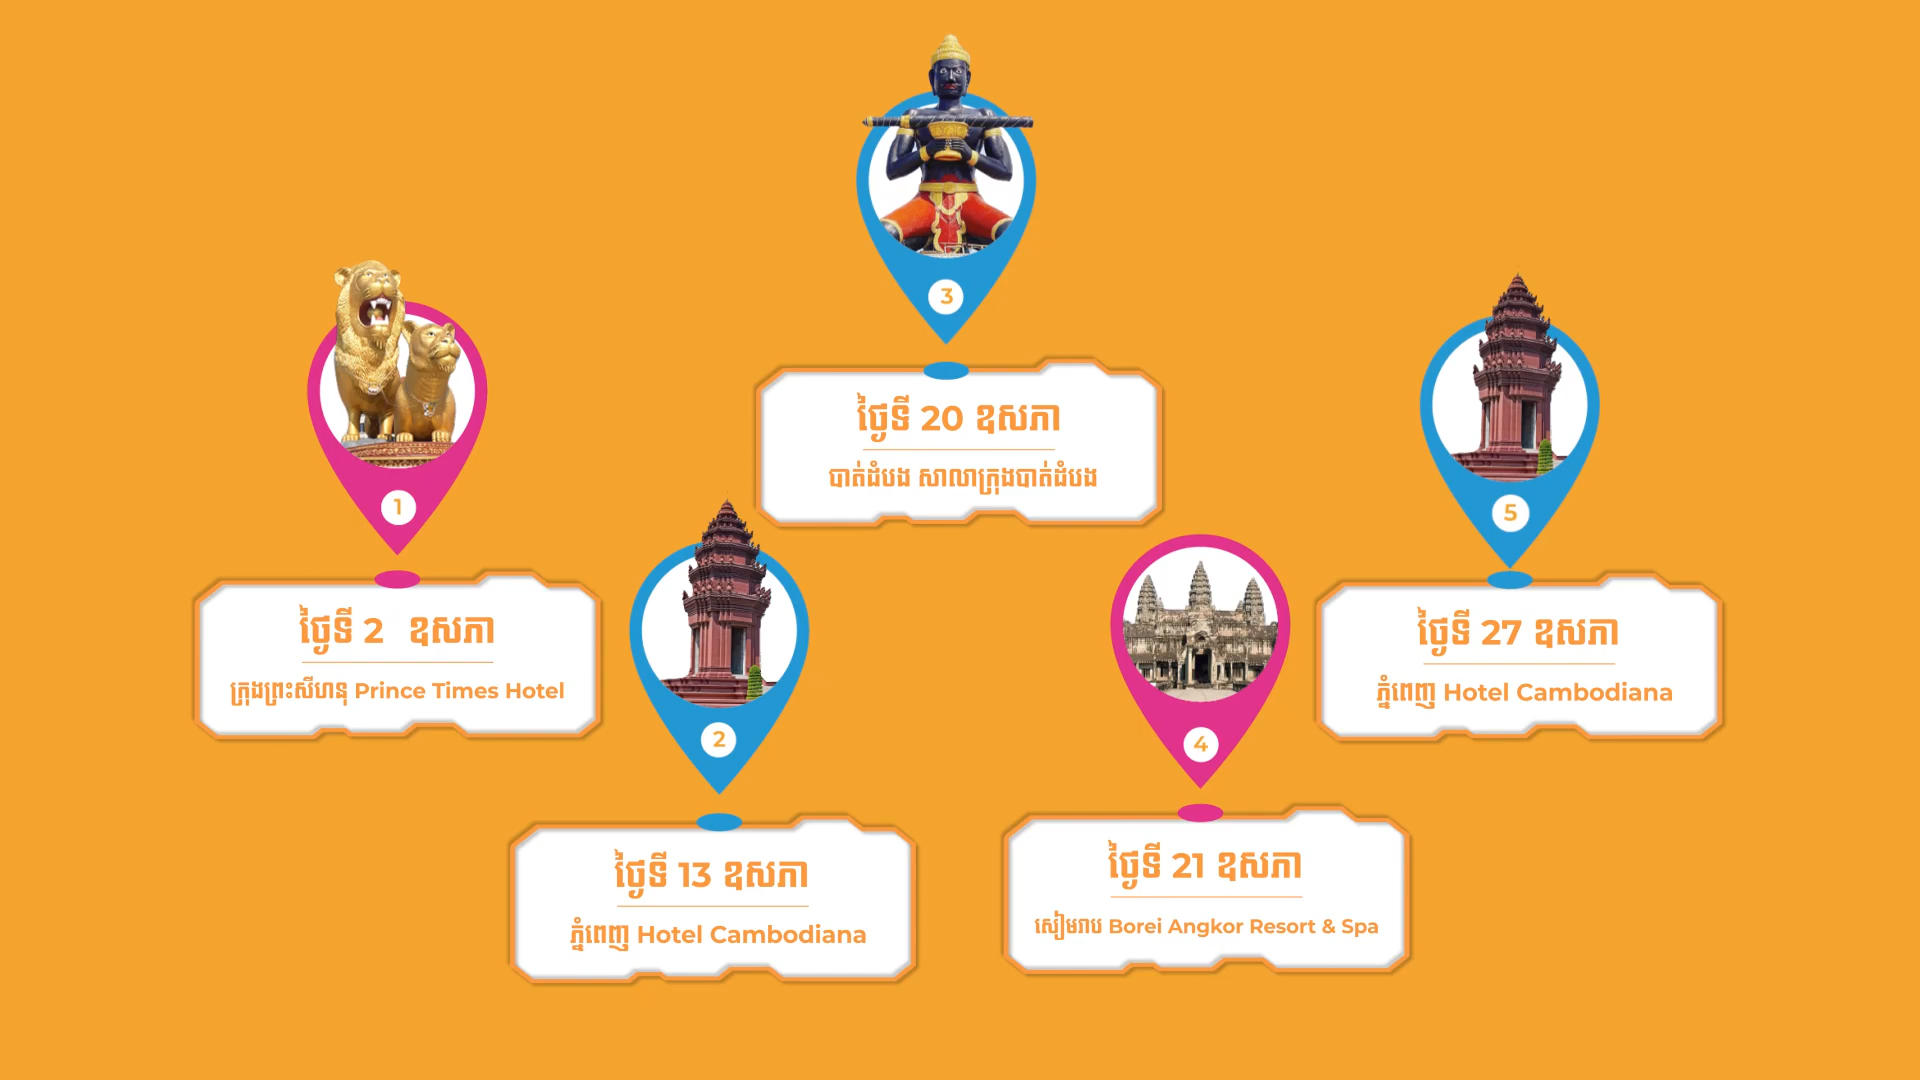 1
ថ្ងៃទី 2 ឧសភា
ក្រុងព្រះសីហនុ Prince Times Hotel
2
ថ្ងៃទី 13 ឧសភា
ភ្នំពេញ Hotel Cambodiana
3
ថ្ងៃទី 20 ឧសភា
បាត់ដំបង សាលាក្រុងបាត់ដំបង
4
ថ្ងៃទី 21 ឧសភា
សៀមរាប Borei Angkor Resort & Spa
5
ថ្ងៃទី 27 ឧសភា
ភ្នំពេញ Hotel Cambodiana